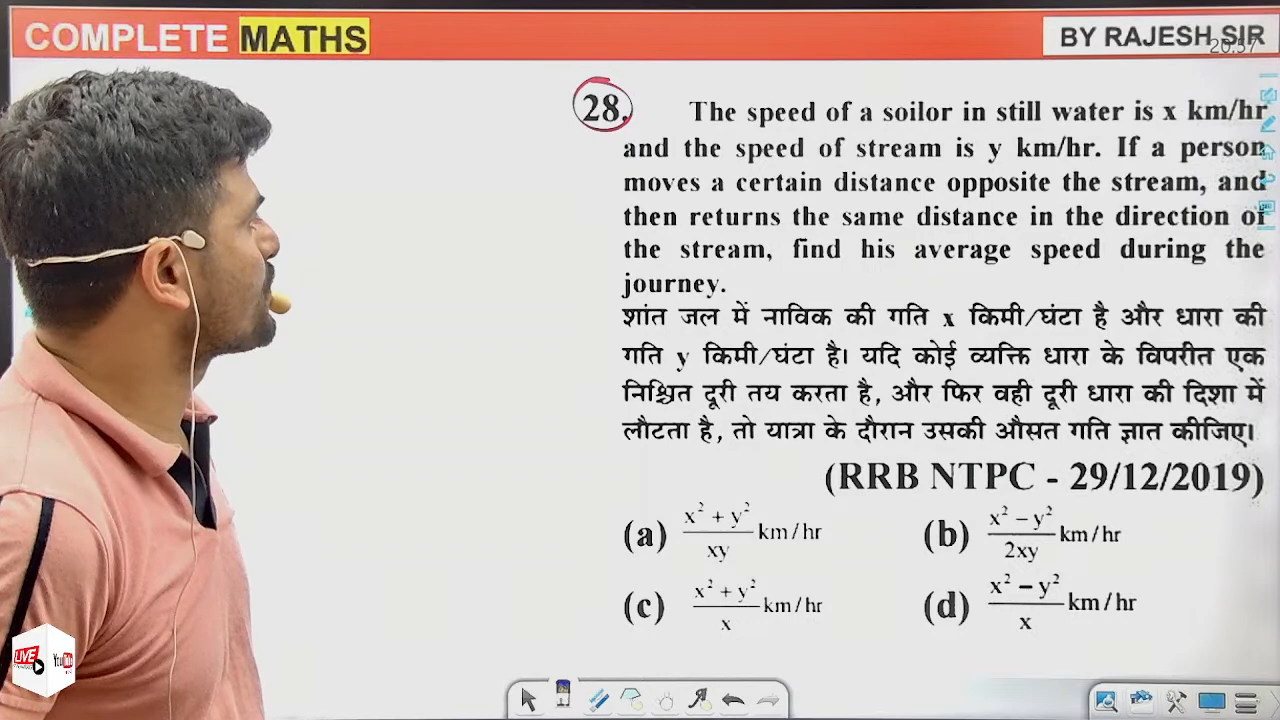 COMPLETE MATHS
BY RAJESH SIR
20:57
28. The speed of a soilor in still water is x km/hr
and the speed of stream is y km/hr. If a person
moves a certain distance opposite the stream, and
then returns the same distance in the direction of
the stream, find his average speed during the
journey.
शांत जल में नाविक की गति x किमी/घंटा है और धारा की
गति y किमी/घंटा है। यदि कोई व्यक्ति धारा के विपरीत एक
निश्चित दूरी तय करता है, और फिर वही दूरी धारा की दिशा में
लौटता है, तो यात्रा के दौरान उसकी औसत गति ज्ञात कीजिए।
(RRB NTPC - 29/12/2019)
(a) x² + y² / xy km/hr (b) x² − y² / 2xy km/hr
(c) x² + y² / x km/hr (d) x² − y² / x km/hr
LIVE
YouTube